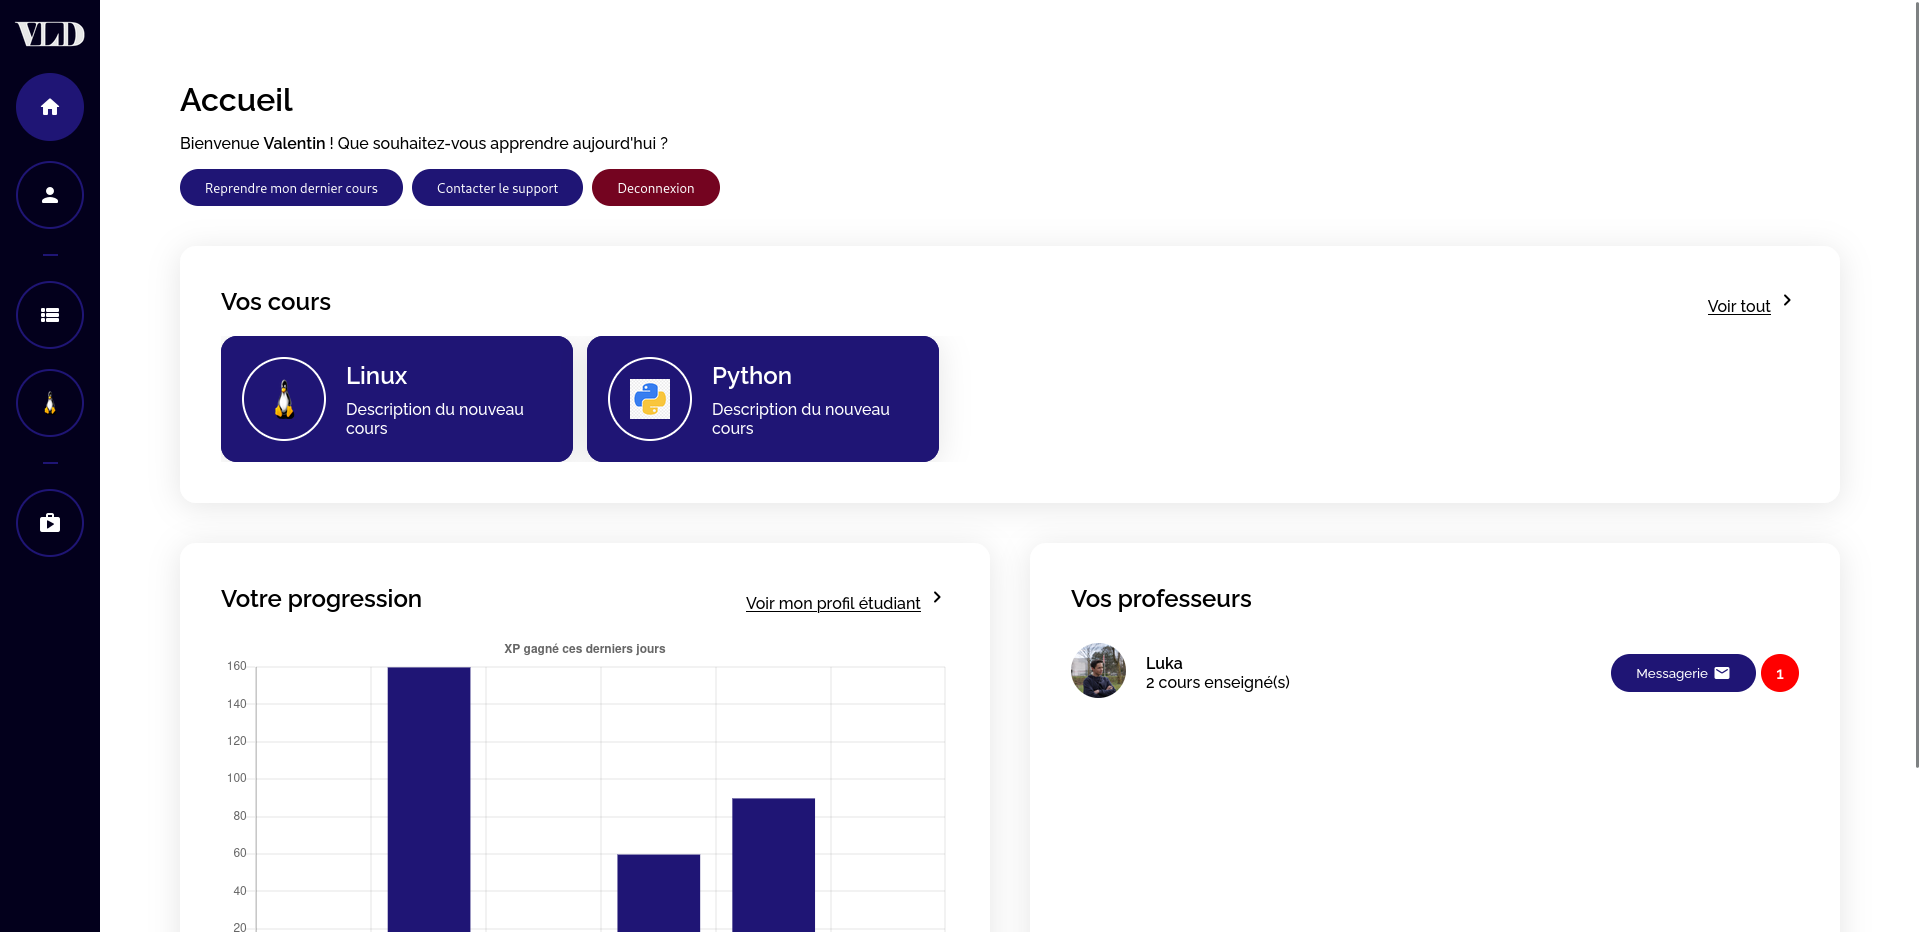 VLD
Accueil
Bienvenue Valentin ! Que souhaitez-vous apprendre aujourd'hui ?
Reprendre mon dernier cours
Contacter le support
Deconnexion
Vos cours
Voir tout
Linux
Description du nouveau
cours
Python
Description du nouveau
cours
Votre progression
Voir mon profil étudiant
XP gagné ces derniers jours
160
140
120
100
80
60
40
20
Vos professeurs
Luka
2 cours enseigné(s)
Messagerie
1